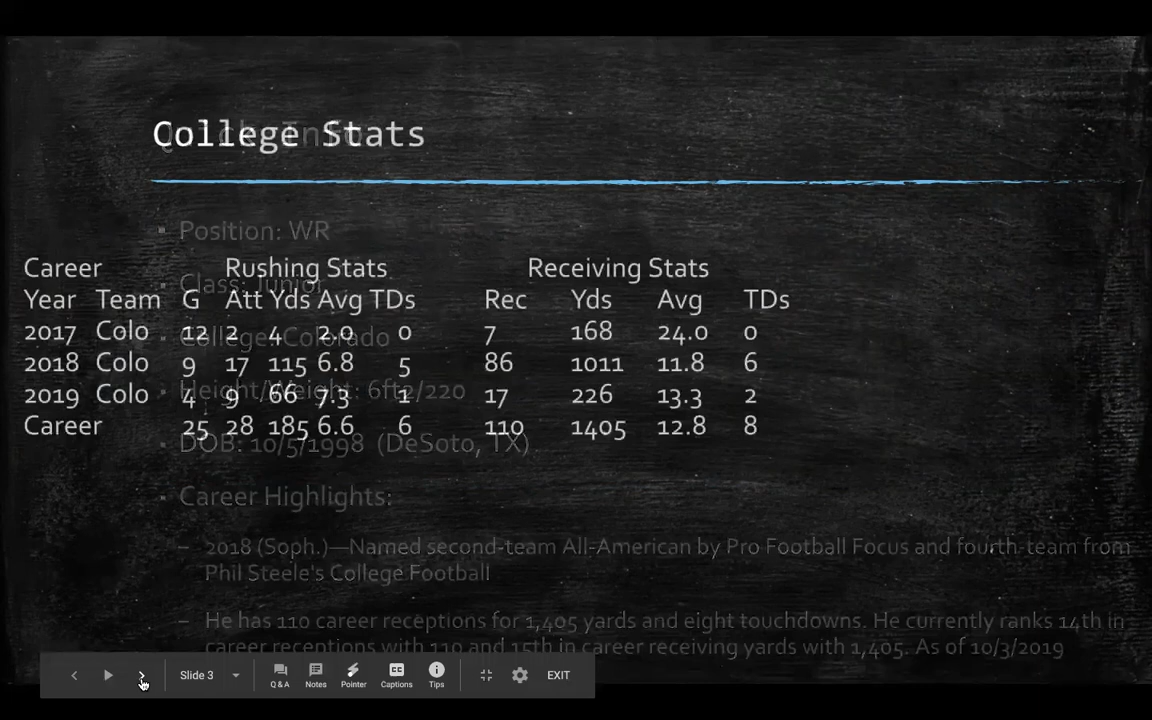 College Stats
Position: WR
Career Rushing Stats Receiving Stats
Class: Junior
Year Team G Att Yds Avg TDs Rec Yds Avg TDs
2017 Colo 12 2 4 2.0 0 7 168 24.0 0
College: Colorado
2018 Colo 9 17 115 6.8 5 86 1011 11.8 6
2019 Colo 4 9 66 7.3 1 17 226 13.3 2
Height/Weight: 6ft2/220
Career 25 28 185 6.6 6 110 1405 12.8 8
DOB: 10/5/1998 (DeSoto, TX)
Career Highlights:
– 2018 (Soph.)—Named second-team All-American by Pro Football Focus and fourth-team from
Phil Steele's College Football
– He has 110 career receptions for 1,405 yards and eight touchdowns. He currently ranks 14th in
career receptions with 110 and 15th in career receiving yards with 1,405. As of 10/3/2019
Slide 3 Q & A Notes Pointer CC Captions Tips EXIT